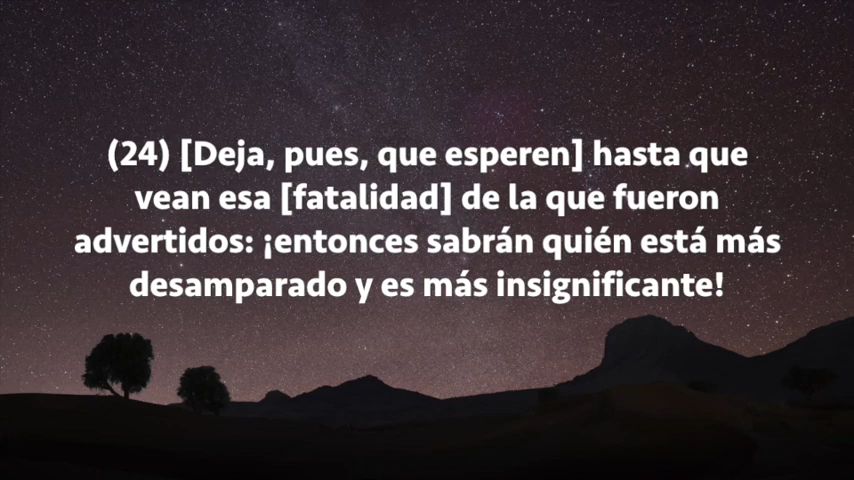 (24) [Deja, pues, que esperen] hasta que
vean esa [fatalidad] de la que fueron
advertidos: ¡entonces sabrán quién está más
desamparado y es más insignificante!